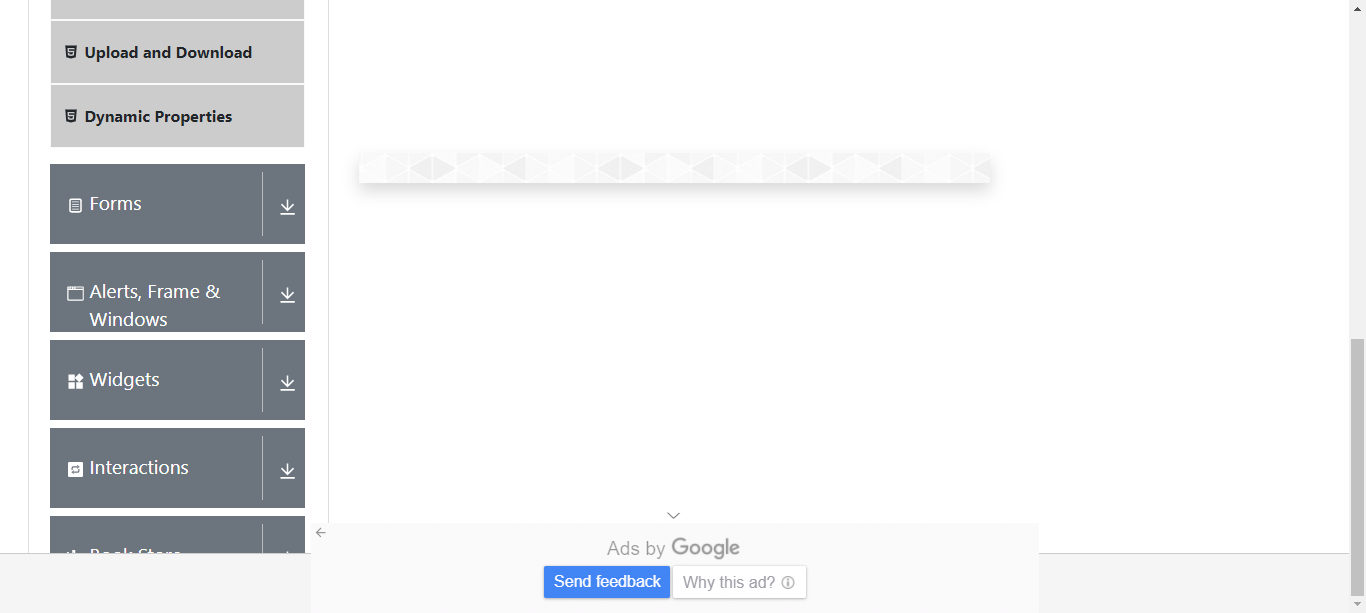 Upload and Download
Dynamic Properties
Forms
Alerts, Frame &
Windows
Widgets
Interactions
Book Store
Ads by Google
Send feedback
Why this ad?